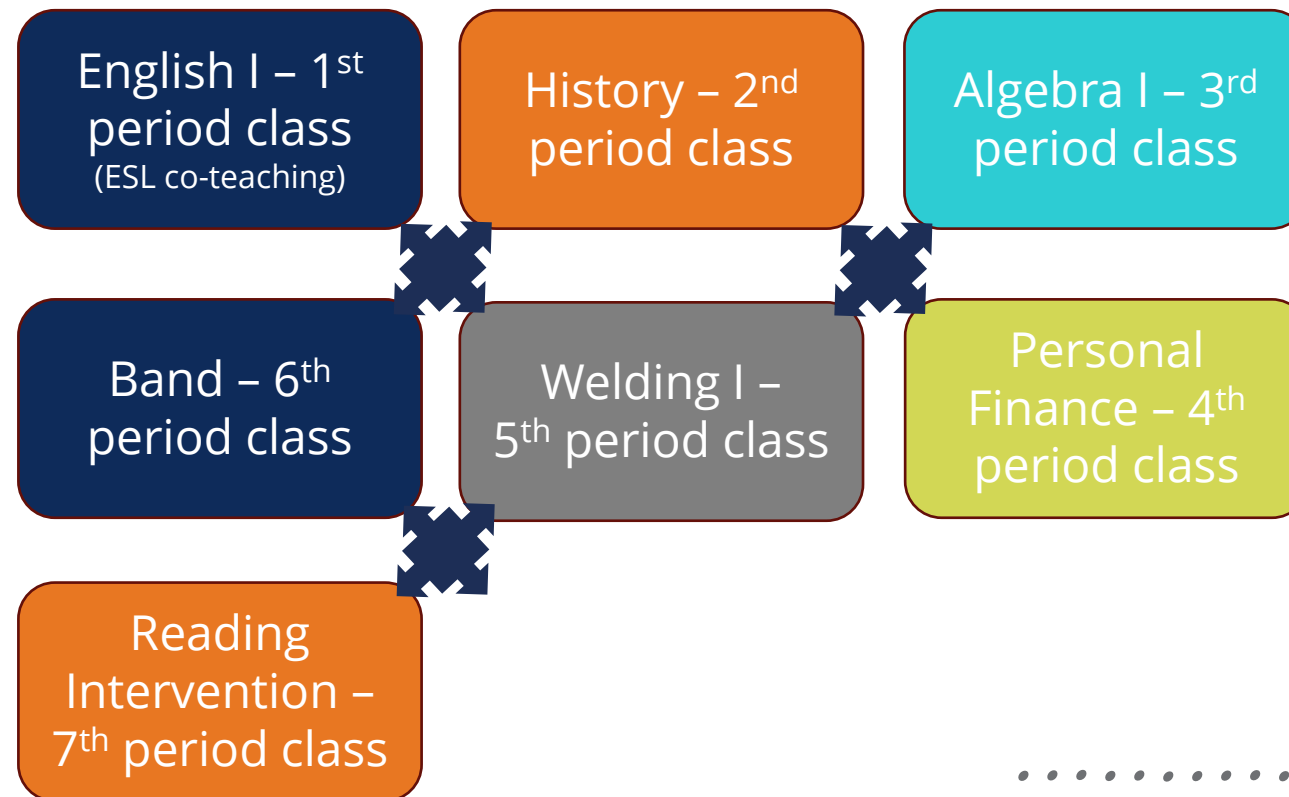 English I – 1st
period class
(ESL co-teaching)
History – 2nd
period class
Algebra I – 3rd
period class
Band – 6th
period class
Welding I –
5th period class
Personal
Finance – 4th
period class
Reading
Intervention –
7th period class